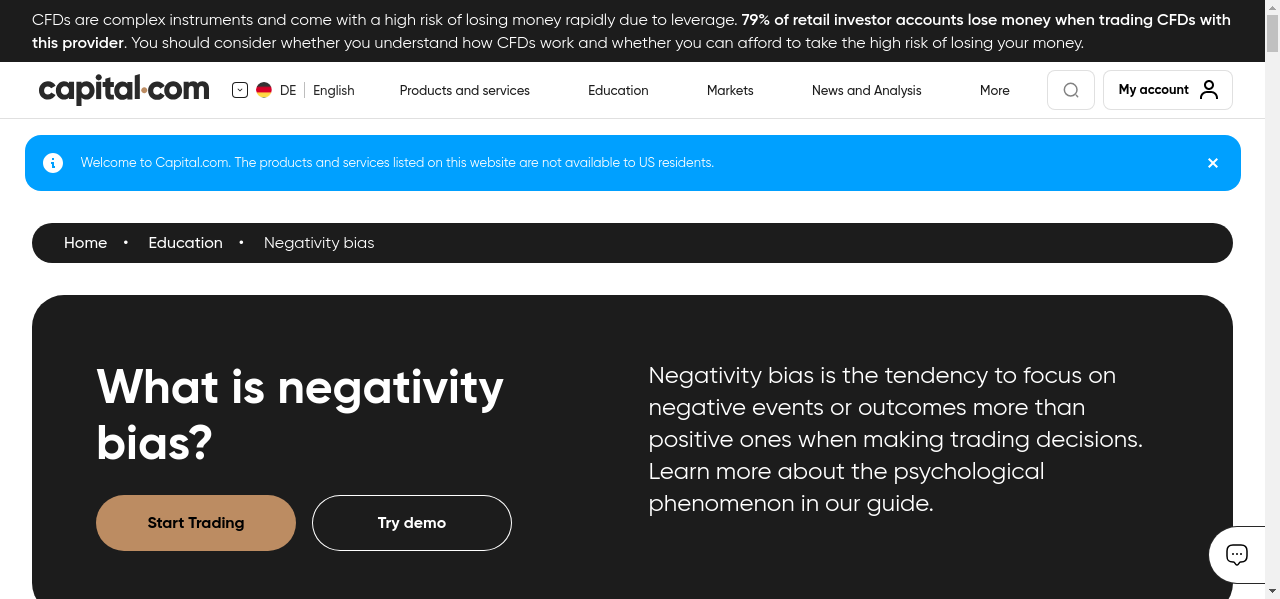 CFDs are complex instruments and come with a high risk of losing money rapidly due to leverage. 79% of retail investor accounts lose money when trading CFDs with
this provider. You should consider whether you understand how CFDs work and whether you can afford to take the high risk of losing your money.
capital.com
DE English
Products and services
Education
Markets
News and Analysis
More
My account
Welcome to Capital.com. The products and services listed on this website are not available to US residents.
Home • Education • Negativity bias
What is negativity
bias?
Start Trading
Try demo
Negativity bias is the tendency to focus on
negative events or outcomes more than
positive ones when making trading decisions.
Learn more about the psychological
phenomenon in our guide.